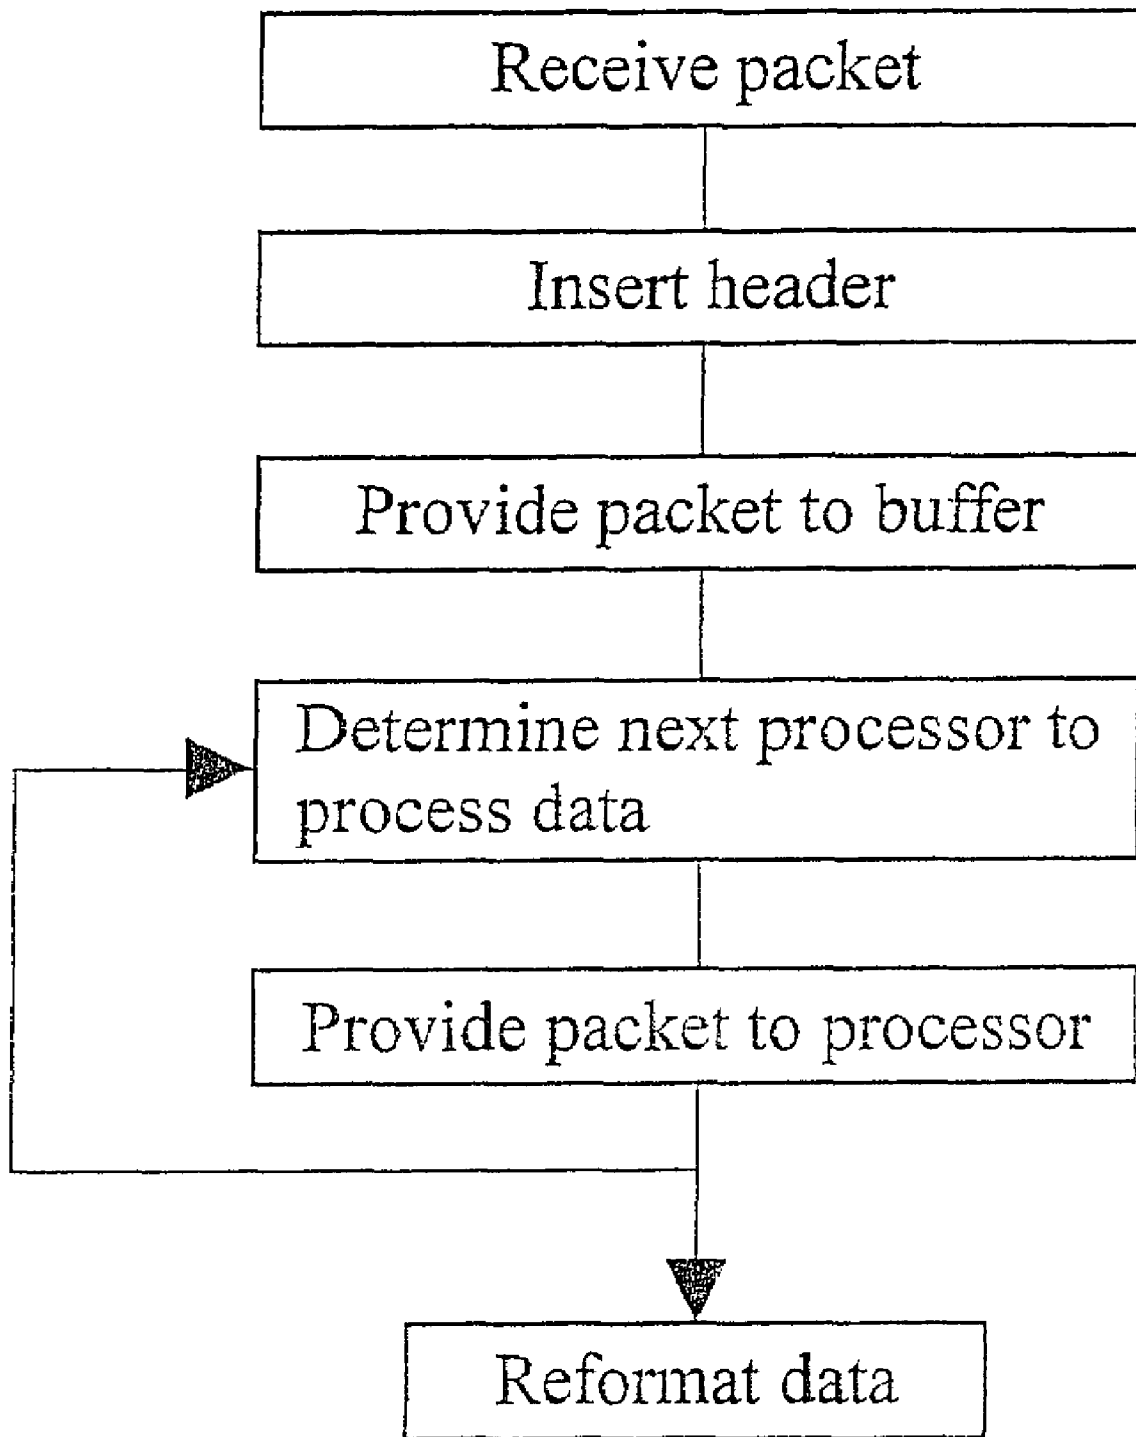 Receive packet
Insert header
Provide packet to buffer
Determine next processor to
process data
Provide packet to processor
Reformat data